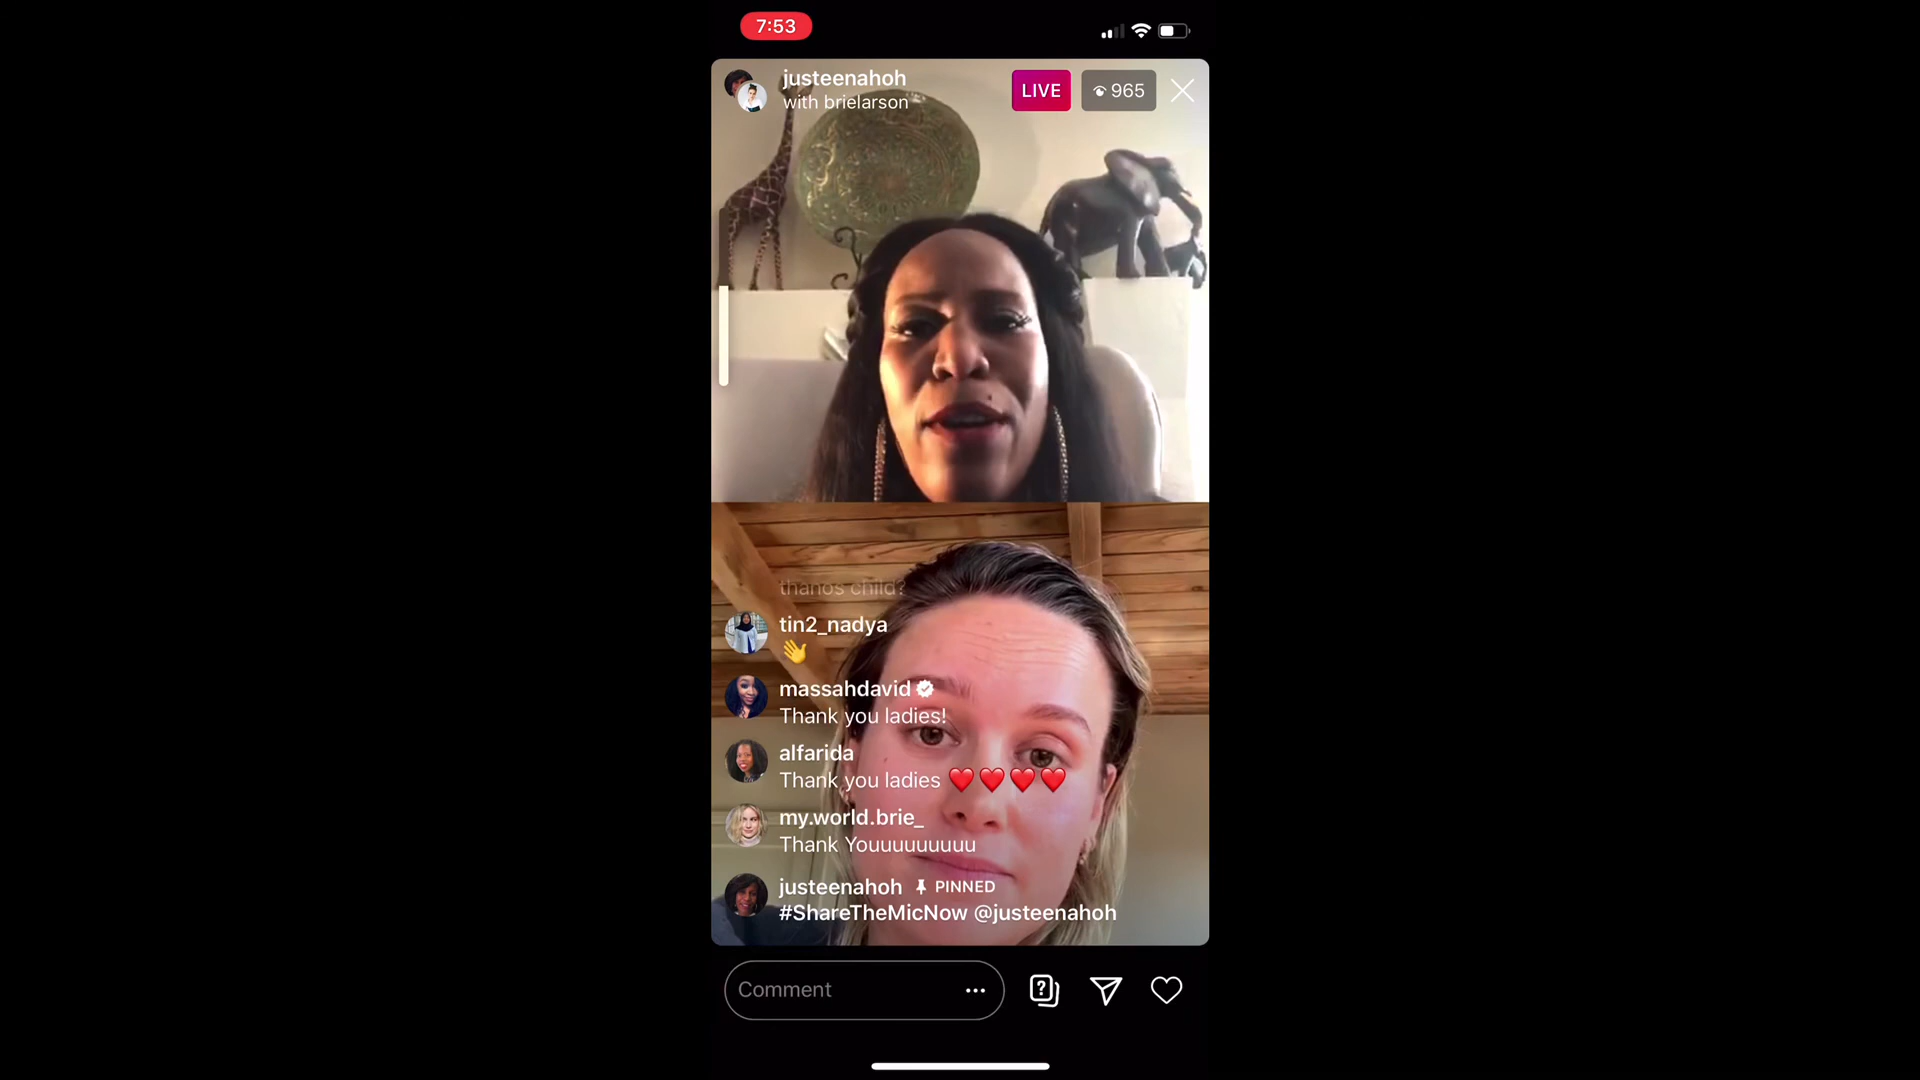 7:53
justeenahoh
with brielarson
LIVE
965
thanos child?
tin2_nadya
👋
massahdavid
Thank you ladies!
alfarida
Thank you ladies ❤️❤️❤️❤️
my.world.brie_
Thank Youuuuuuuuu
justeenahoh PINNED
#ShareTheMicNow @justeenahoh
Comment